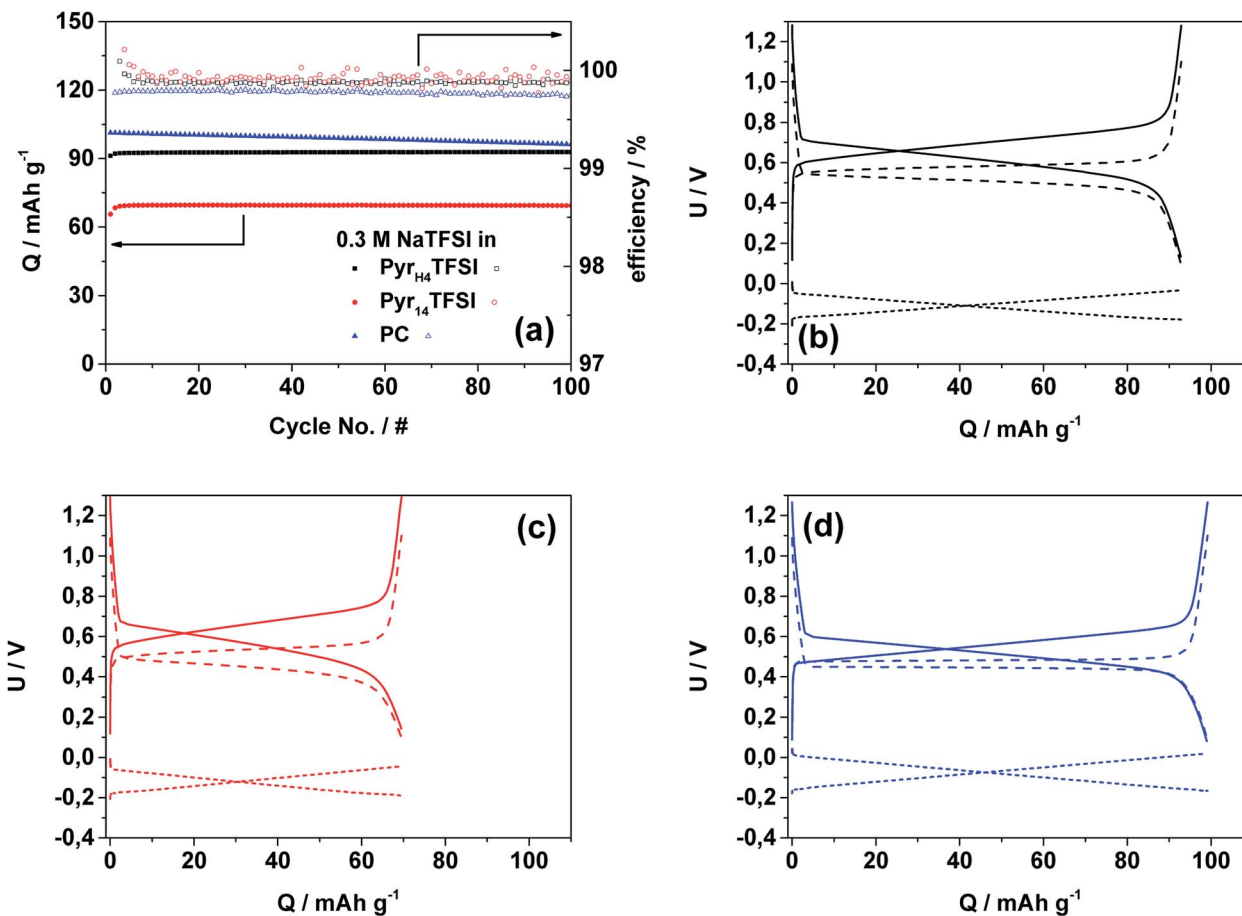 150
120
90
60
30
0
Q / mAh g⁻¹
0 20 40 60 80 100
Cycle No. / #
100
99
98
97
efficiency / %
0.3 M NaTFSI in
Pyr_H4TFSI
Pyr_14TFSI
PC
(a)
1,2
1,0
0,8
0,6
0,4
0,2
0,0
-0,2
-0,4
U / V
0 20 40 60 80 100
Q / mAh g⁻¹
(b)
1,2
1,0
0,8
0,6
0,4
0,2
0,0
-0,2
-0,4
U / V
0 20 40 60 80 100
Q / mAh g⁻¹
(c)
1,2
1,0
0,8
0,6
0,4
0,2
0,0
-0,2
-0,4
U / V
0 20 40 60 80 100
Q / mAh g⁻¹
(d)